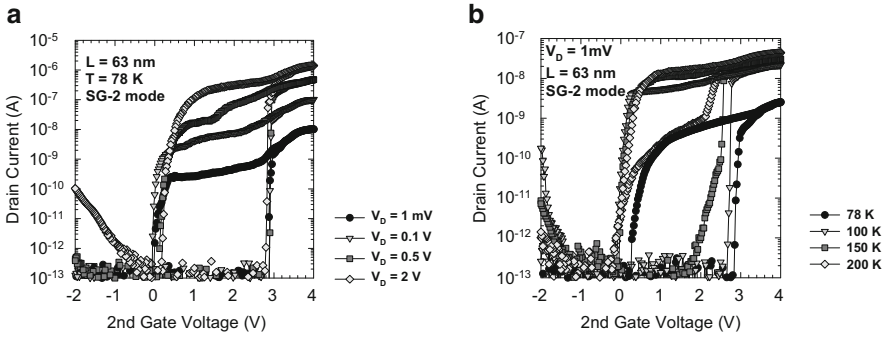 a
10⁻⁵
10⁻⁶
10⁻⁷
10⁻⁸
10⁻⁹
10⁻¹⁰
10⁻¹¹
10⁻¹²
10⁻¹³
Drain Current (A)
L = 63 nm
T = 78 K
SG-2 mode
-2 -1 0 1 2 3 4
2nd Gate Voltage (V)
V_D = 1 mV
V_D = 0.1 V
V_D = 0.5 V
V_D = 2 V
b
10⁻⁷
10⁻⁸
10⁻⁹
10⁻¹⁰
10⁻¹¹
10⁻¹²
10⁻¹³
Drain Current (A)
V_D = 1mV
L = 63 nm
SG-2 mode
-2 -1 0 1 2 3 4
2nd Gate Voltage (V)
78 K
100 K
150 K
200 K